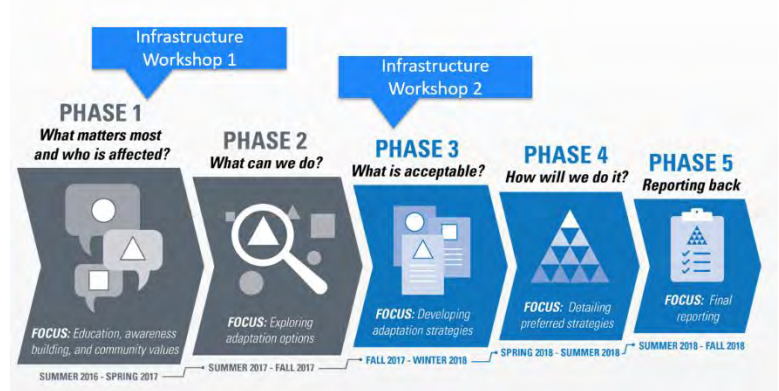 Infrastructure
Workshop 1
Infrastructure
Workshop 2
PHASE 1
What matters most
and who is affected?
FOCUS: Education, awareness
building, and community values
SUMMER 2016 - SPRING 2017
PHASE 2
What can we do?
FOCUS: Exploring
adaptation options
SUMMER 2017 - FALL 2017
PHASE 3
What is acceptable?
FOCUS: Developing
adaptation strategies
FALL 2017 - WINTER 2018
PHASE 4
How will we do it?
FOCUS: Detailing
preferred strategies
SPRING 2018 - SUMMER 2018
PHASE 5
Reporting back
FOCUS: Final
reporting
SUMMER 2018 - FALL 2018